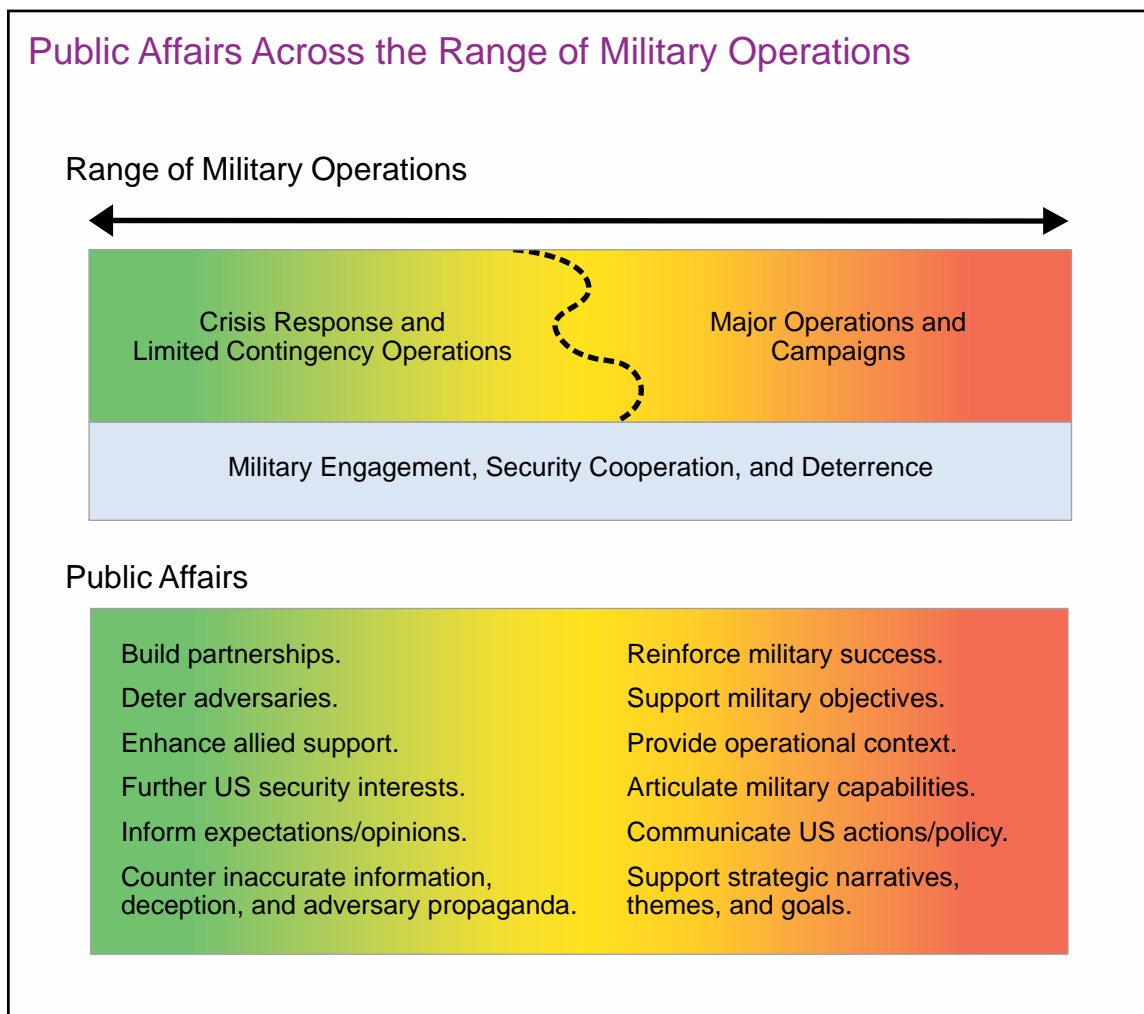 Public Affairs Across the Range of Military Operations
Range of Military Operations
Crisis Response and
Limited Contingency Operations
Major Operations and
Campaigns
Military Engagement, Security Cooperation, and Deterrence
Public Affairs
Build partnerships.
Deter adversaries.
Enhance allied support.
Further US security interests.
Inform expectations/opinions.
Counter inaccurate information,
deception, and adversary propaganda.
Reinforce military success.
Support military objectives.
Provide operational context.
Articulate military capabilities.
Communicate US actions/policy.
Support strategic narratives,
themes, and goals.